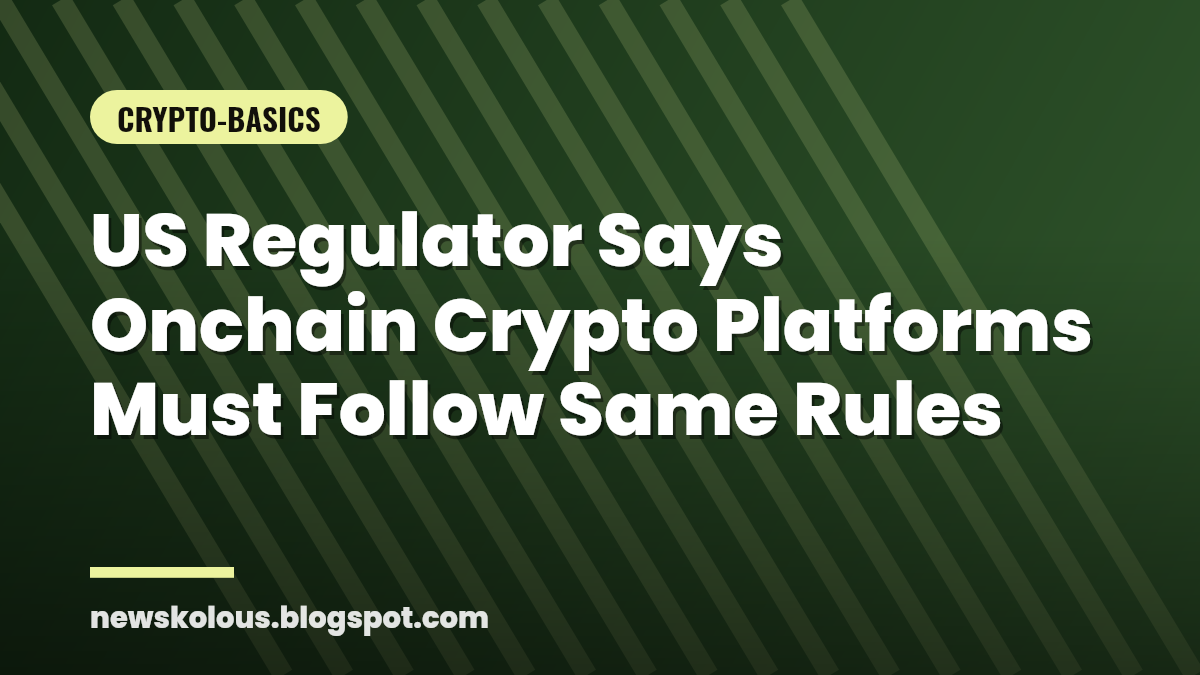 CRYPTO-BASICS
US Regulator Says
Onchain Crypto Platforms
Must Follow Same Rules
newskolous.blogspot.com